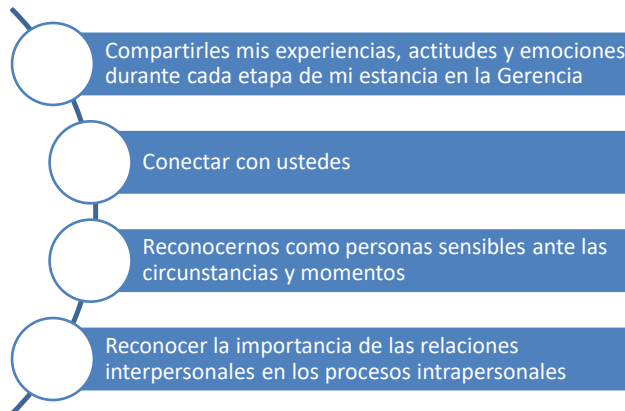 Compartirles mis experiencias, actitudes y emociones
durante cada etapa de mi estancia en la Gerencia
Conectar con ustedes
Reconocernos como personas sensibles ante las
circunstancias y momentos
Reconocer la importancia de las relaciones
interpersonales en los procesos intrapersonales